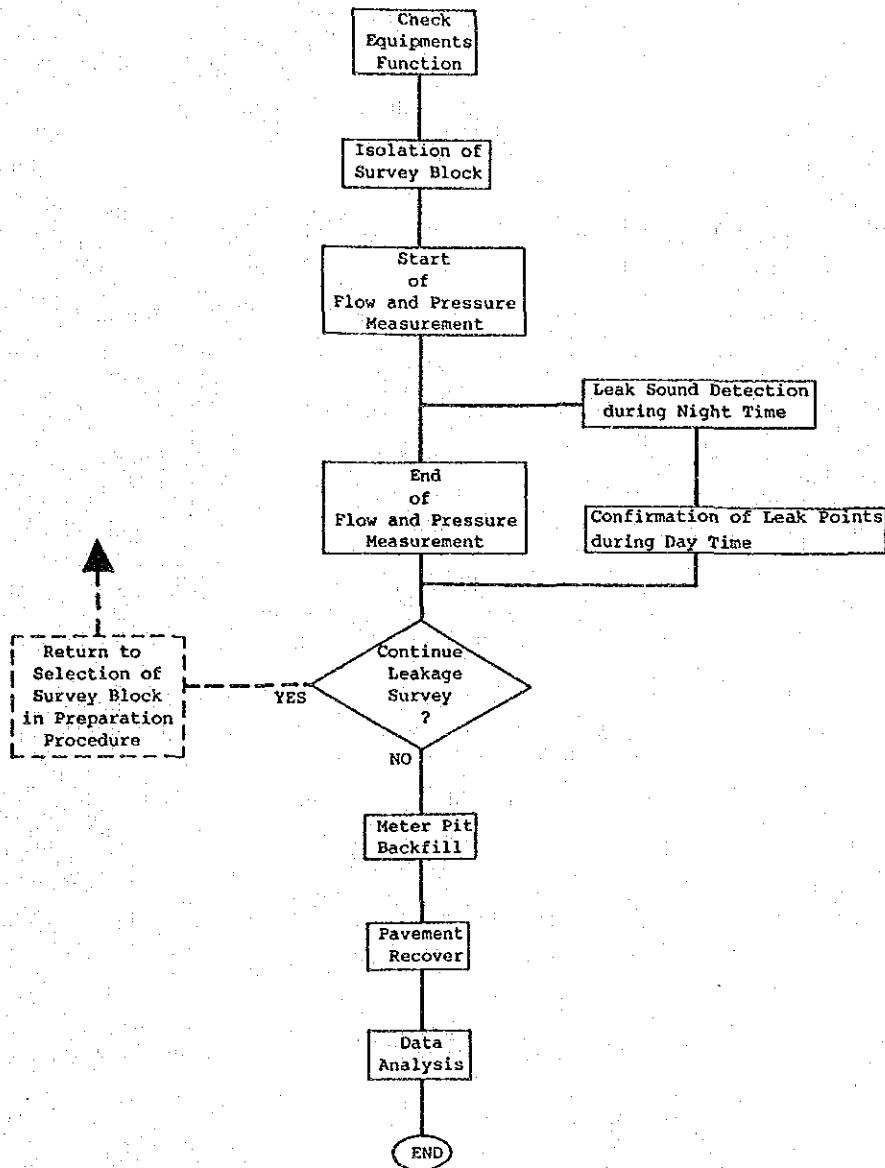 Check
Equipments
Function
Isolation of
Survey Block
Start
of
Flow and Pressure
Measurement
Leak Sound Detection
during Night Time
End
of
Flow and Pressure
Measurement
Confirmation of Leak Points
during Day Time
Return to
Selection of
Survey Block
in Preparation
Procedure
YES
Continue
Leakage
Survey
?
NO
Meter Pit
Backfill
Pavement
Recover
Data
Analysis
END